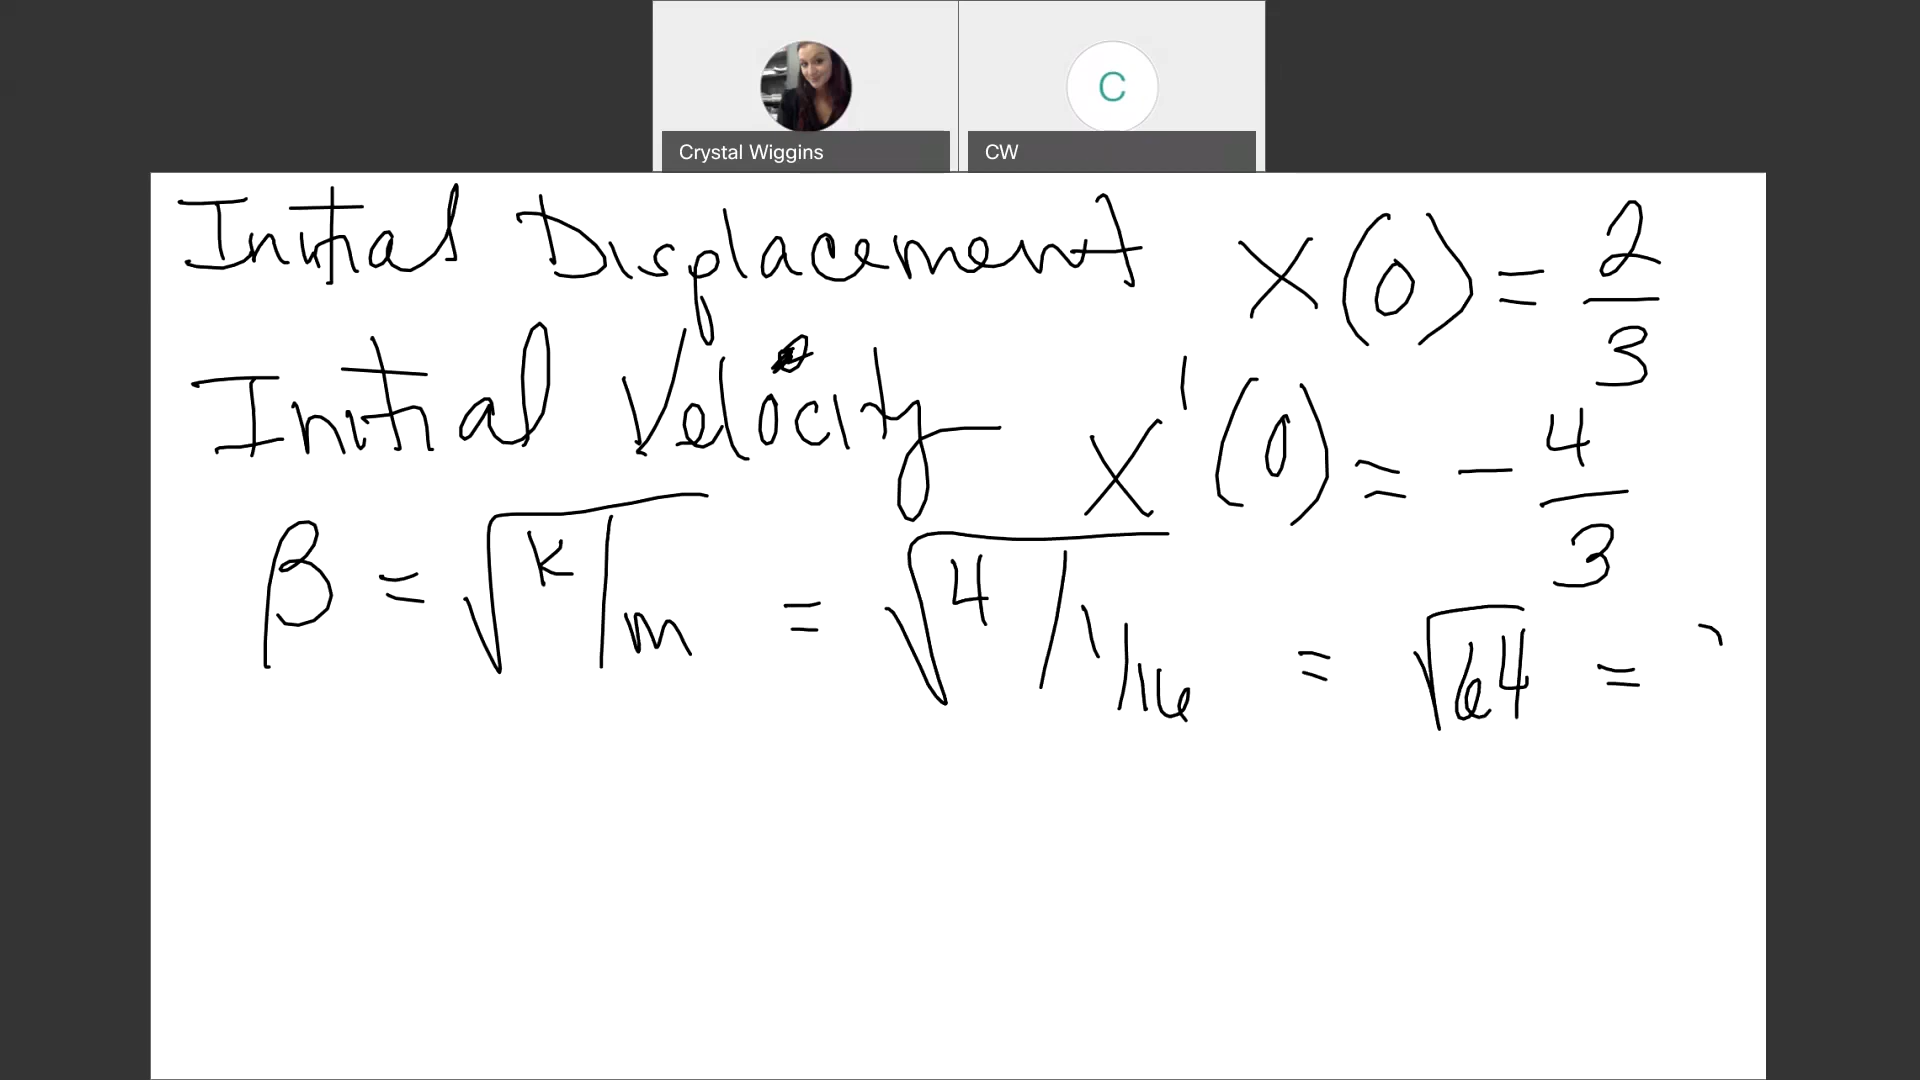 Crystal Wiggins
C
CW
Initial Displacement X(0) = 2/3
Initial Velocity X'(0) = - 4/3
β = √k/m = √4/1/16 = √64 =